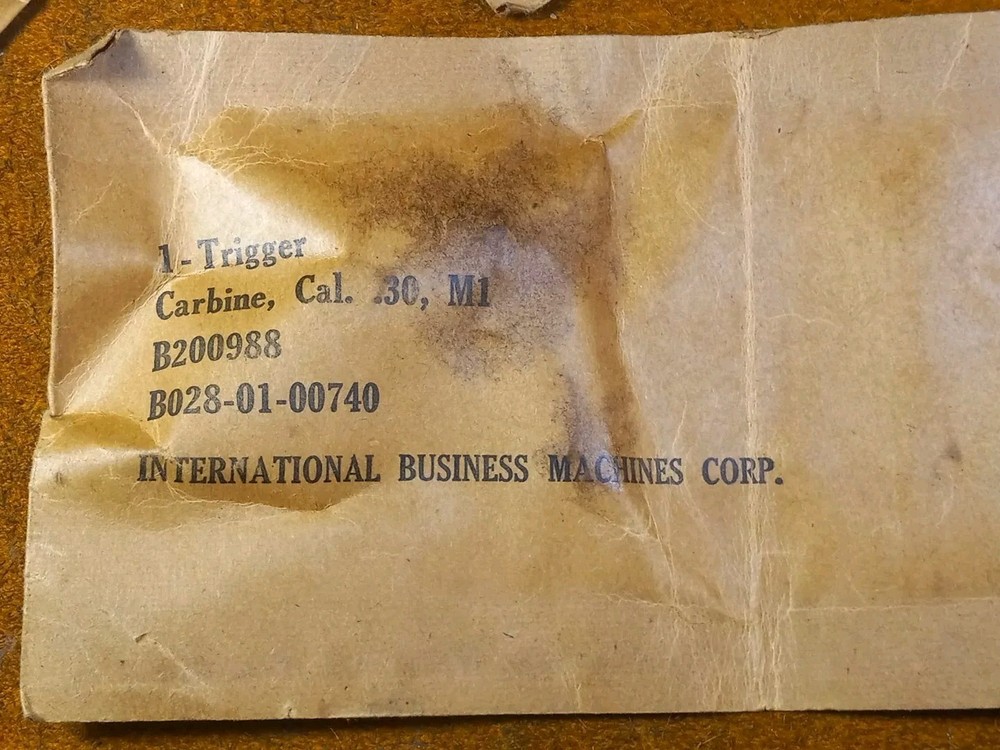 1-Trigger
Carbine, Cal. .30, M1
B200988
B028-01-00740
INTERNATIONAL BUSINESS MACHINES CORP.